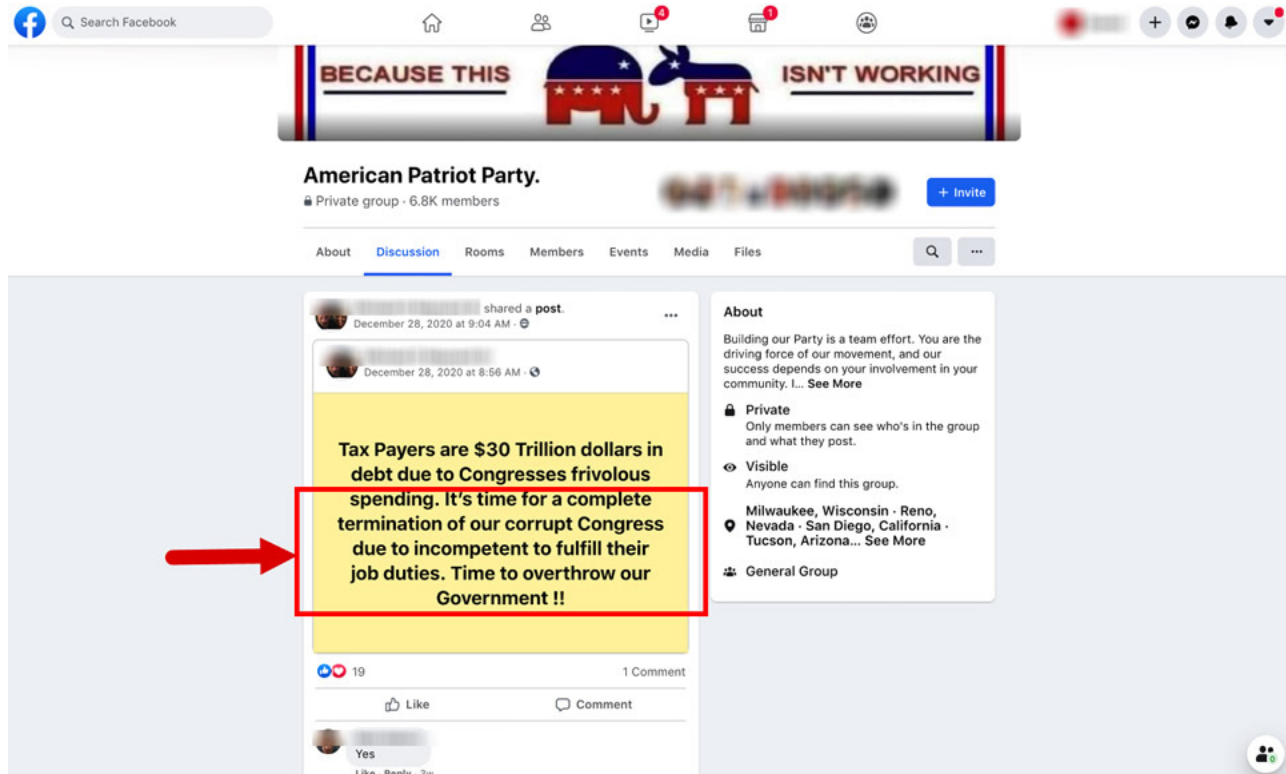 Search Facebook
4
1
BECAUSE THIS
ISN'T WORKING
American Patriot Party.
Private group · 6.8K members
+ Invite
About Discussion Rooms Members Events Media Files
shared a post.
December 28, 2020 at 9:04 AM ·
December 28, 2020 at 8:56 AM ·
Tax Payers are $30 Trillion dollars in
debt due to Congresses frivolous
spending. It's time for a complete
termination of our corrupt Congress
due to incompetent to fulfill their
job duties. Time to overthrow our
Government !!
19
1 Comment
Like
Comment
Yes
Like · Reply · 3w
About
Building our Party is a team effort. You are the
driving force of our movement, and our
success depends on your involvement in your
community. I... See More
Private
Only members can see who's in the group
and what they post.
Visible
Anyone can find this group.
Milwaukee, Wisconsin · Reno,
Nevada · San Diego, California ·
Tucson, Arizona... See More
General Group